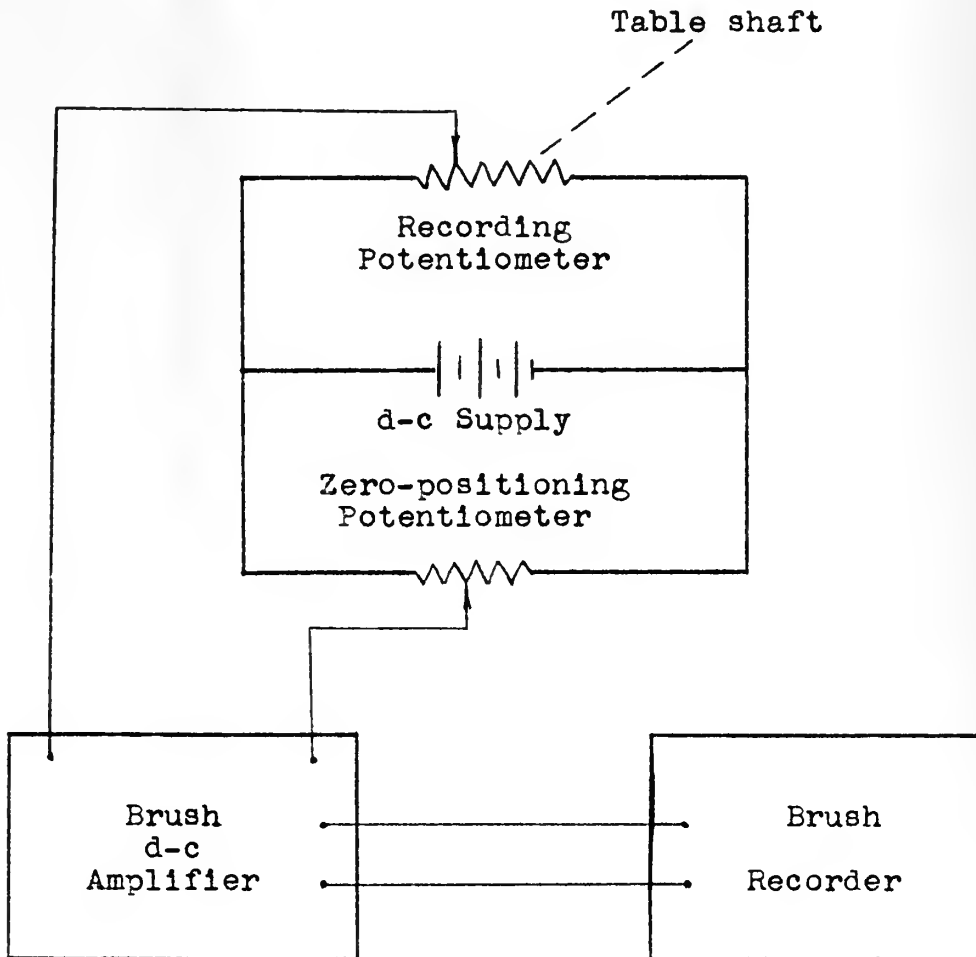 Table shaft
Recording
Potentiometer
d-c Supply
Zero-positioning
Potentiometer
Brush
d-c
Amplifier
Brush
Recorder